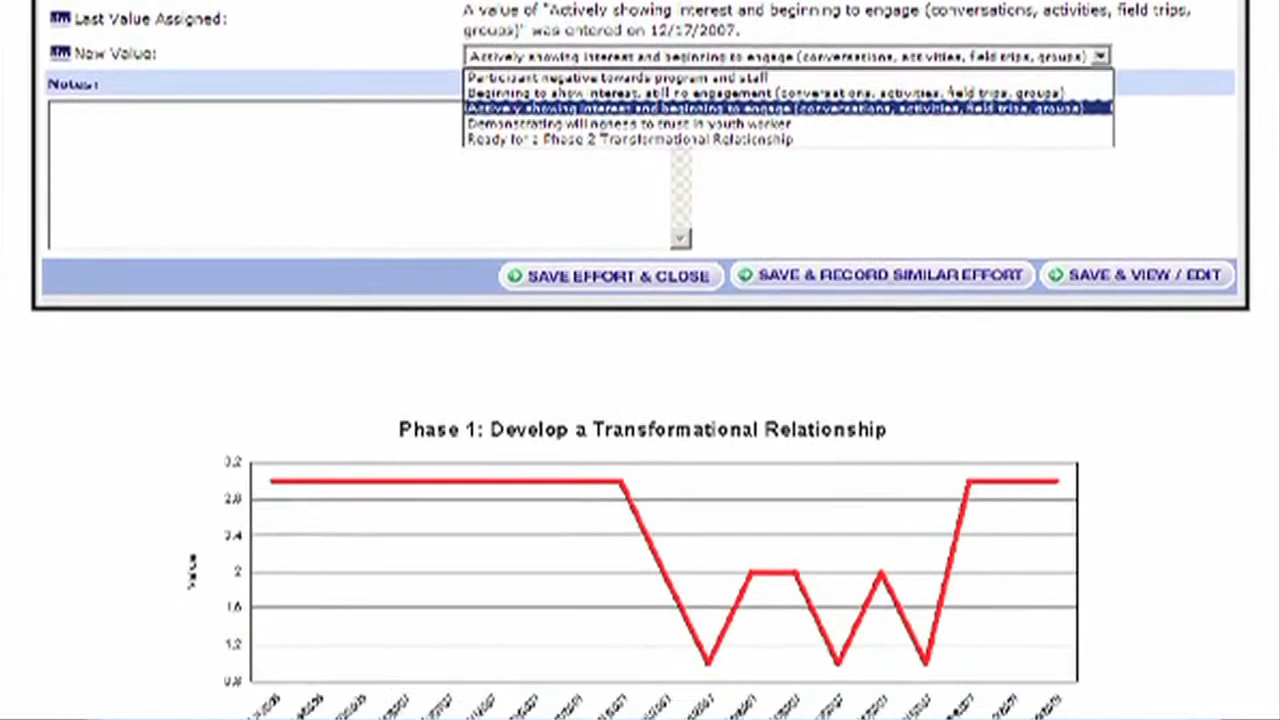 Last Value Assigned:
A value of "Actively showing interest and beginning to engage (conversations, activities, field trips,
groups)" was entered on 12/17/2007.
New Value:
Actively showing interest and beginning to engage (conversations, activities, field trips, groups)
Notes:
Participant negative towards program and staff
Beginning to show interest, still no engagement (conversations, activities, field trips, groups)
Actively showing interest and beginning to engage (conversations, activities, field trips, groups)
Demonstrating willingness to trust in youth worker
Ready for a Phase 2 Transformational Relationship
SAVE EFFORT & CLOSE
SAVE & RECORD SIMILAR EFFORT
SAVE & VIEW / EDIT
Phase 1: Develop a Transformational Relationship
Value
2.8
2
1.6
1.2
0.8